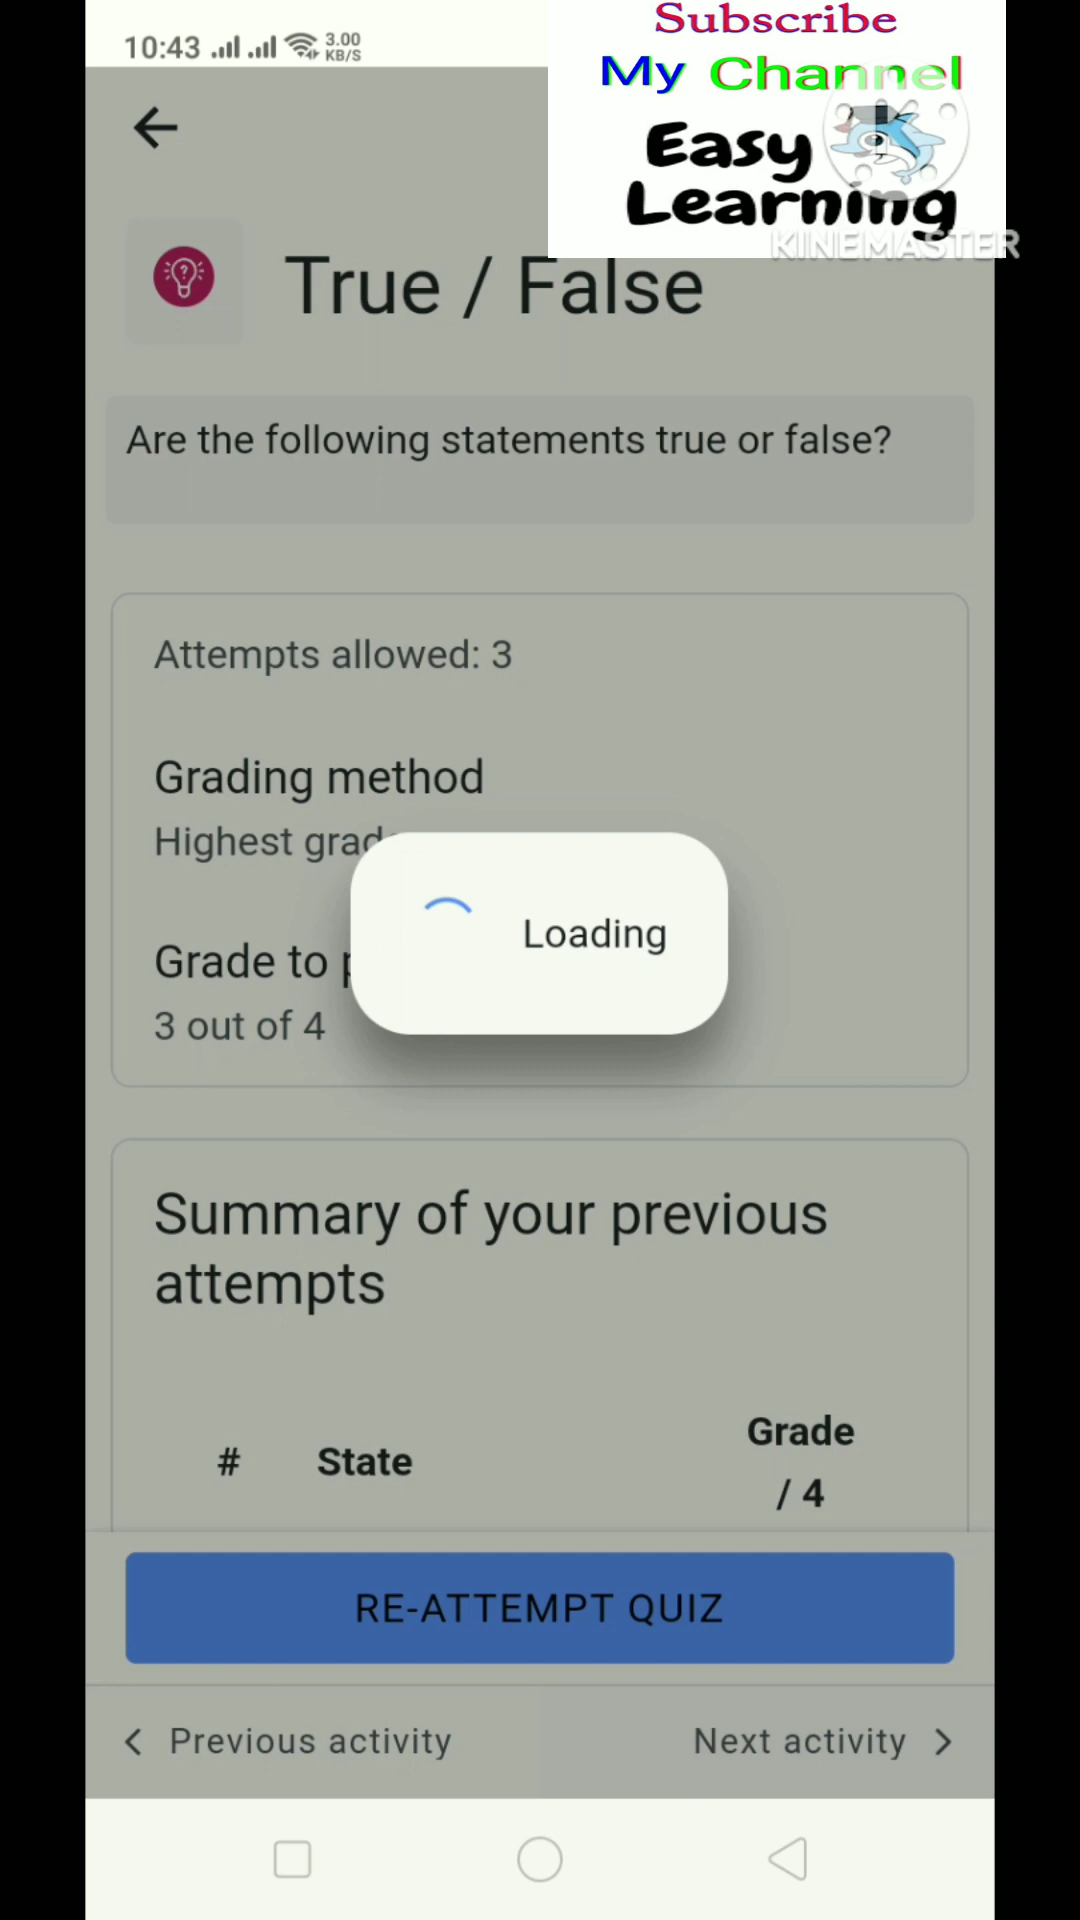 10:43
3.00
KB/S
Subscribe
My Channel
Easy
Learning
KINEMASTER
True / False
Are the following statements true or false?
Attempts allowed: 3
Grading method
Highest grad
Loading
Grade to p
3 out of 4
Summary of your previous
attempts
# State Grade
/ 4
RE-ATTEMPT QUIZ
Previous activity Next activity